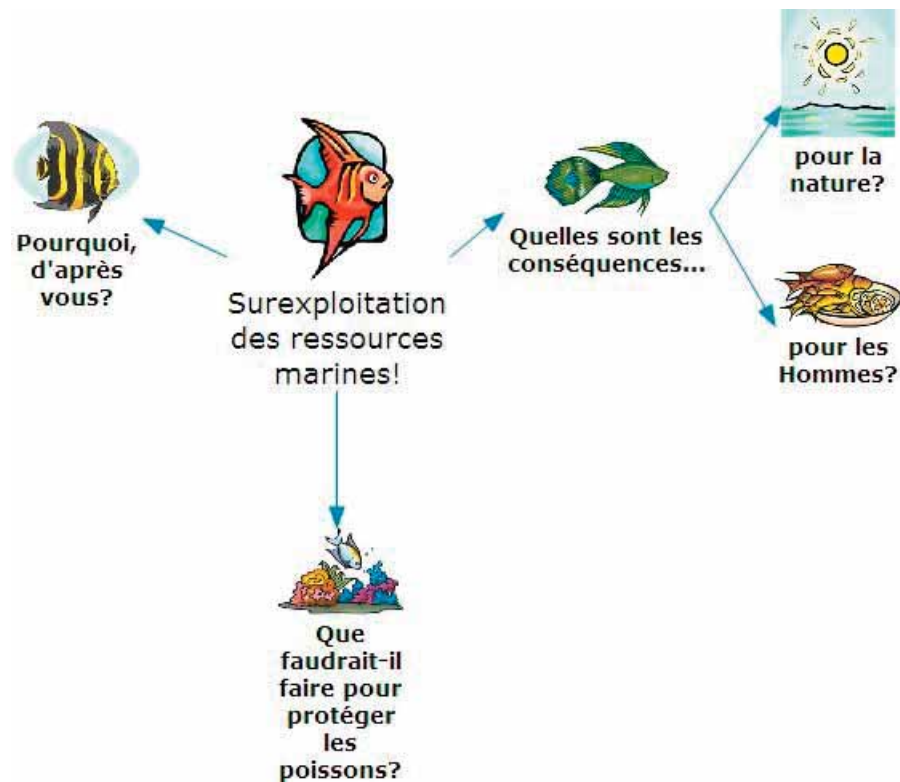 Pourquoi,
d'après
vous?
Surexploitation
des ressources
marines!
Quelles sont les
conséquences...
pour la
nature?
pour les
Hommes?
Que
faudrait-il
faire pour
protéger
les
poissons?